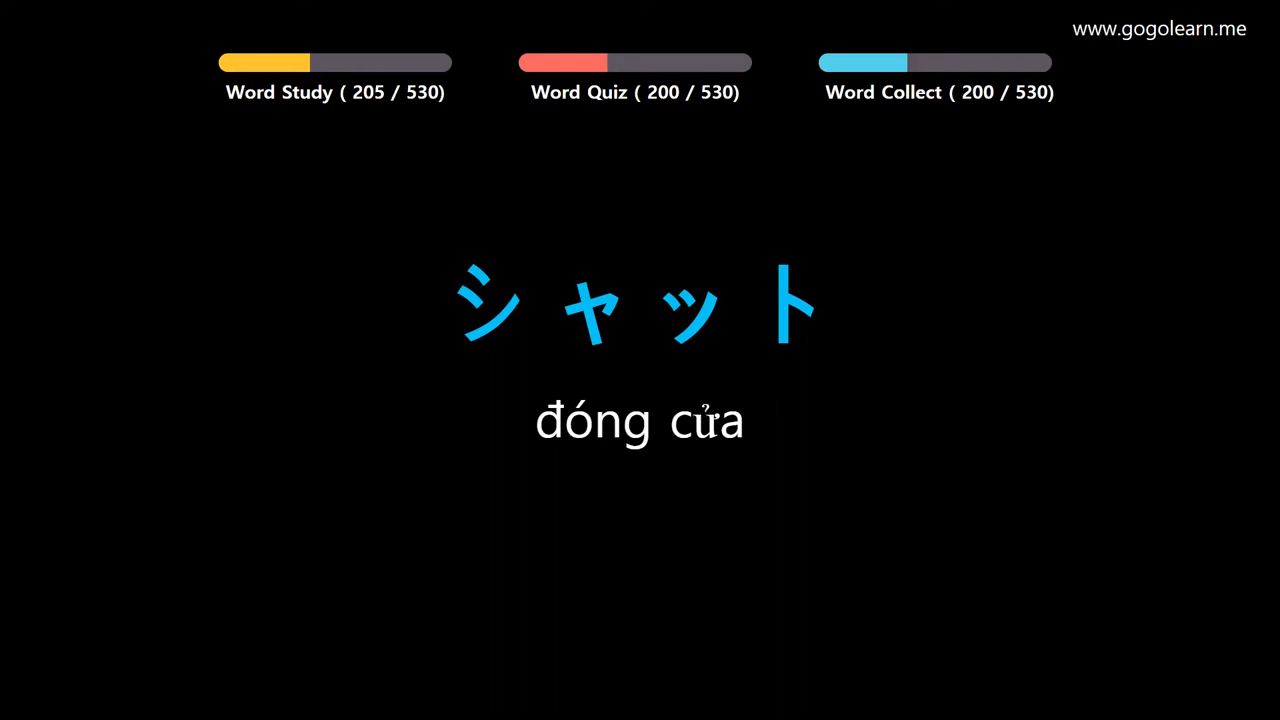 www.gogolearn.me
Word Study ( 205 / 530)
Word Quiz ( 200 / 530)
Word Collect ( 200 / 530)
シャット
đóng cửa